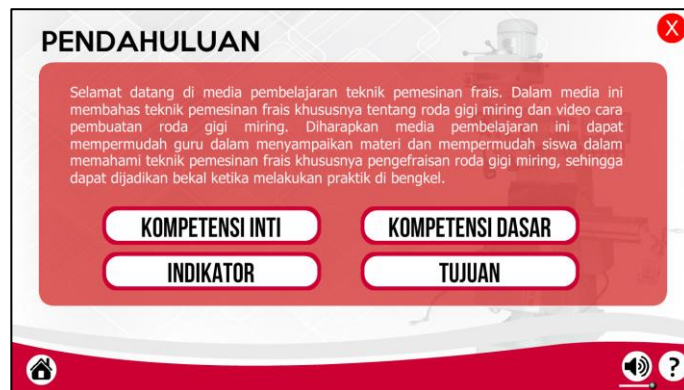 PENDAHULUAN
X
Selamat datang di media pembelajaran teknik pemesinan frais. Dalam media ini
membahas teknik pemesinan frais khususnya tentang roda gigi miring dan video cara
pembuatan roda gigi miring. Diharapkan media pembelajaran ini dapat
mempermudah guru dalam menyampaikan materi dan mempermudah siswa dalam
memahami teknik pemesinan frais khususnya pengefraisan roda gigi miring, sehingga
dapat dijadikan bekal ketika melakukan praktik di bengkel.
KOMPETENSI INTI
KOMPETENSI DASAR
INDIKATOR
TUJUAN
?